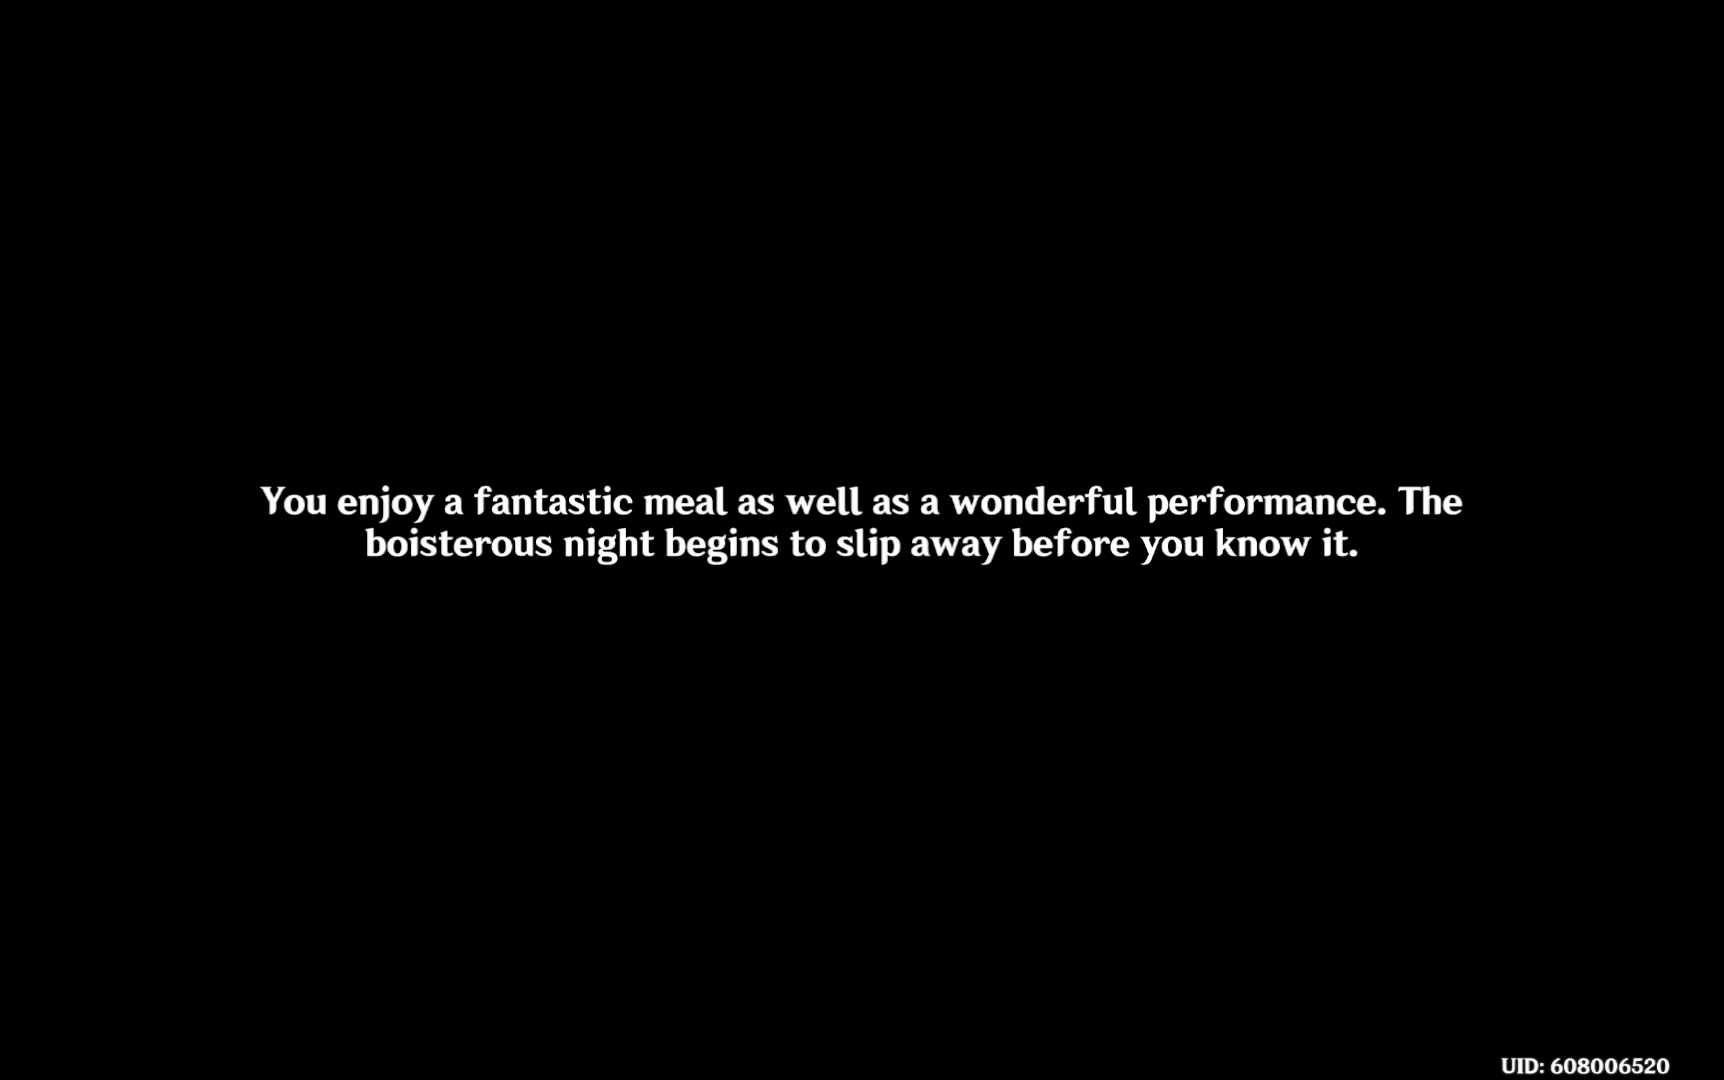 You enjoy a fantastic meal as well as a wonderful performance. The
boisterous night begins to slip away before you know it.
UID: 608006520